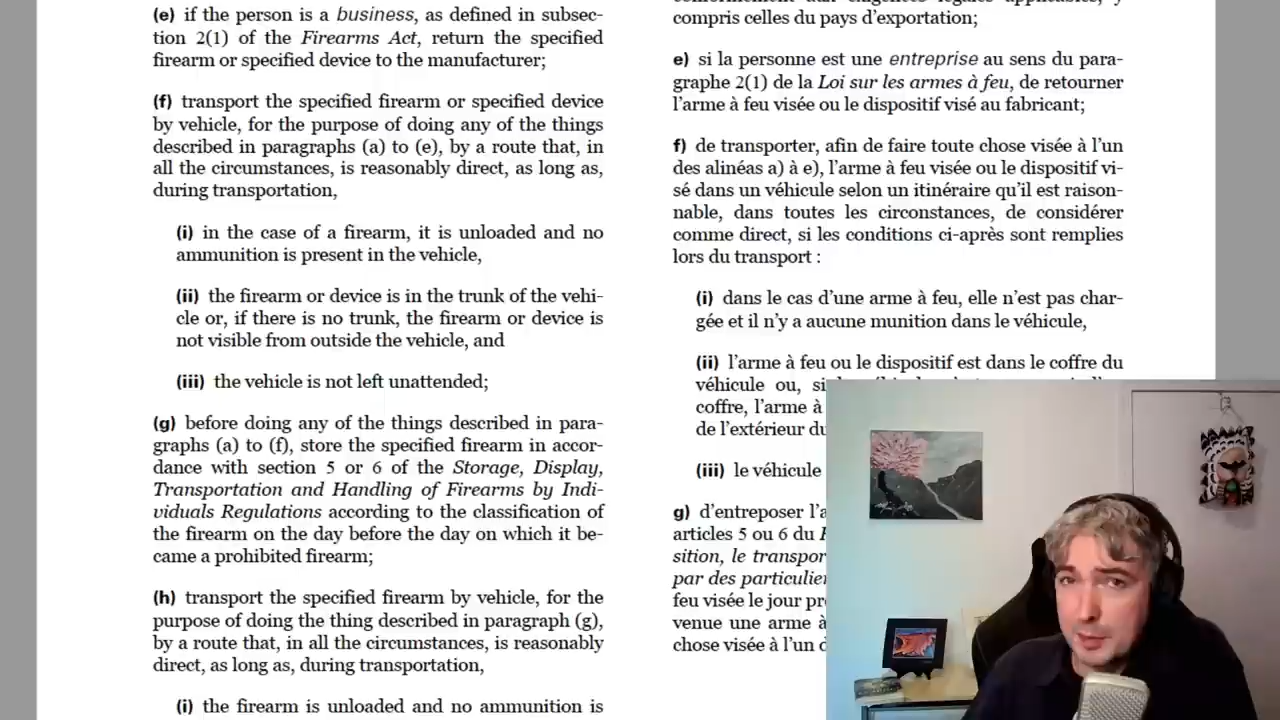 (e) if the person is a business, as defined in subsec-
tion 2(1) of the Firearms Act, return the specified
firearm or specified device to the manufacturer;
(f) transport the specified firearm or specified device
by vehicle, for the purpose of doing any of the things
described in paragraphs (a) to (e), by a route that, in
all the circumstances, is reasonably direct, as long as,
during transportation,
(i) in the case of a firearm, it is unloaded and no
ammunition is present in the vehicle,
(ii) the firearm or device is in the trunk of the vehi-
cle or, if there is no trunk, the firearm or device is
not visible from outside the vehicle, and
(iii) the vehicle is not left unattended;
(g) before doing any of the things described in para-
graphs (a) to (f), store the specified firearm in accor-
dance with section 5 or 6 of the Storage, Display,
Transportation and Handling of Firearms by Indi-
viduals Regulations according to the classification of
the firearm on the day before the day on which it be-
came a prohibited firearm;
(h) transport the specified firearm by vehicle, for the
purpose of doing the thing described in paragraph (g),
by a route that, in all the circumstances, is reasonably
direct, as long as, during transportation,
(i) the firearm is unloaded and no ammunition is
compris celles du pays d'exportation;
e) si la personne est une entreprise au sens du para-
graphe 2(1) de la Loi sur les armes à feu, de retourner
l'arme à feu visée ou le dispositif visé au fabricant;
f) de transporter, afin de faire toute chose visée à l'un
des alinéas a) à e), l'arme à feu visée ou le dispositif vi-
sé dans un véhicule selon un itinéraire qu'il est raison-
nable, dans toutes les circonstances, de considérer
comme direct, si les conditions ci-après sont remplies
lors du transport :
(i) dans le cas d'une arme à feu, elle n'est pas char-
gée et il n'y a aucune munition dans le véhicule,
(ii) l'arme à feu ou le dispositif est dans le coffre du
véhicule ou,
coffre, l'arme à
de l'extérieur du
(iii) le véhicule
g) d'entreposer
articles 5 ou 6 du
sition, le transpor
par des particulie
feu visée le jour
venue une arme à
chose visée à l'un